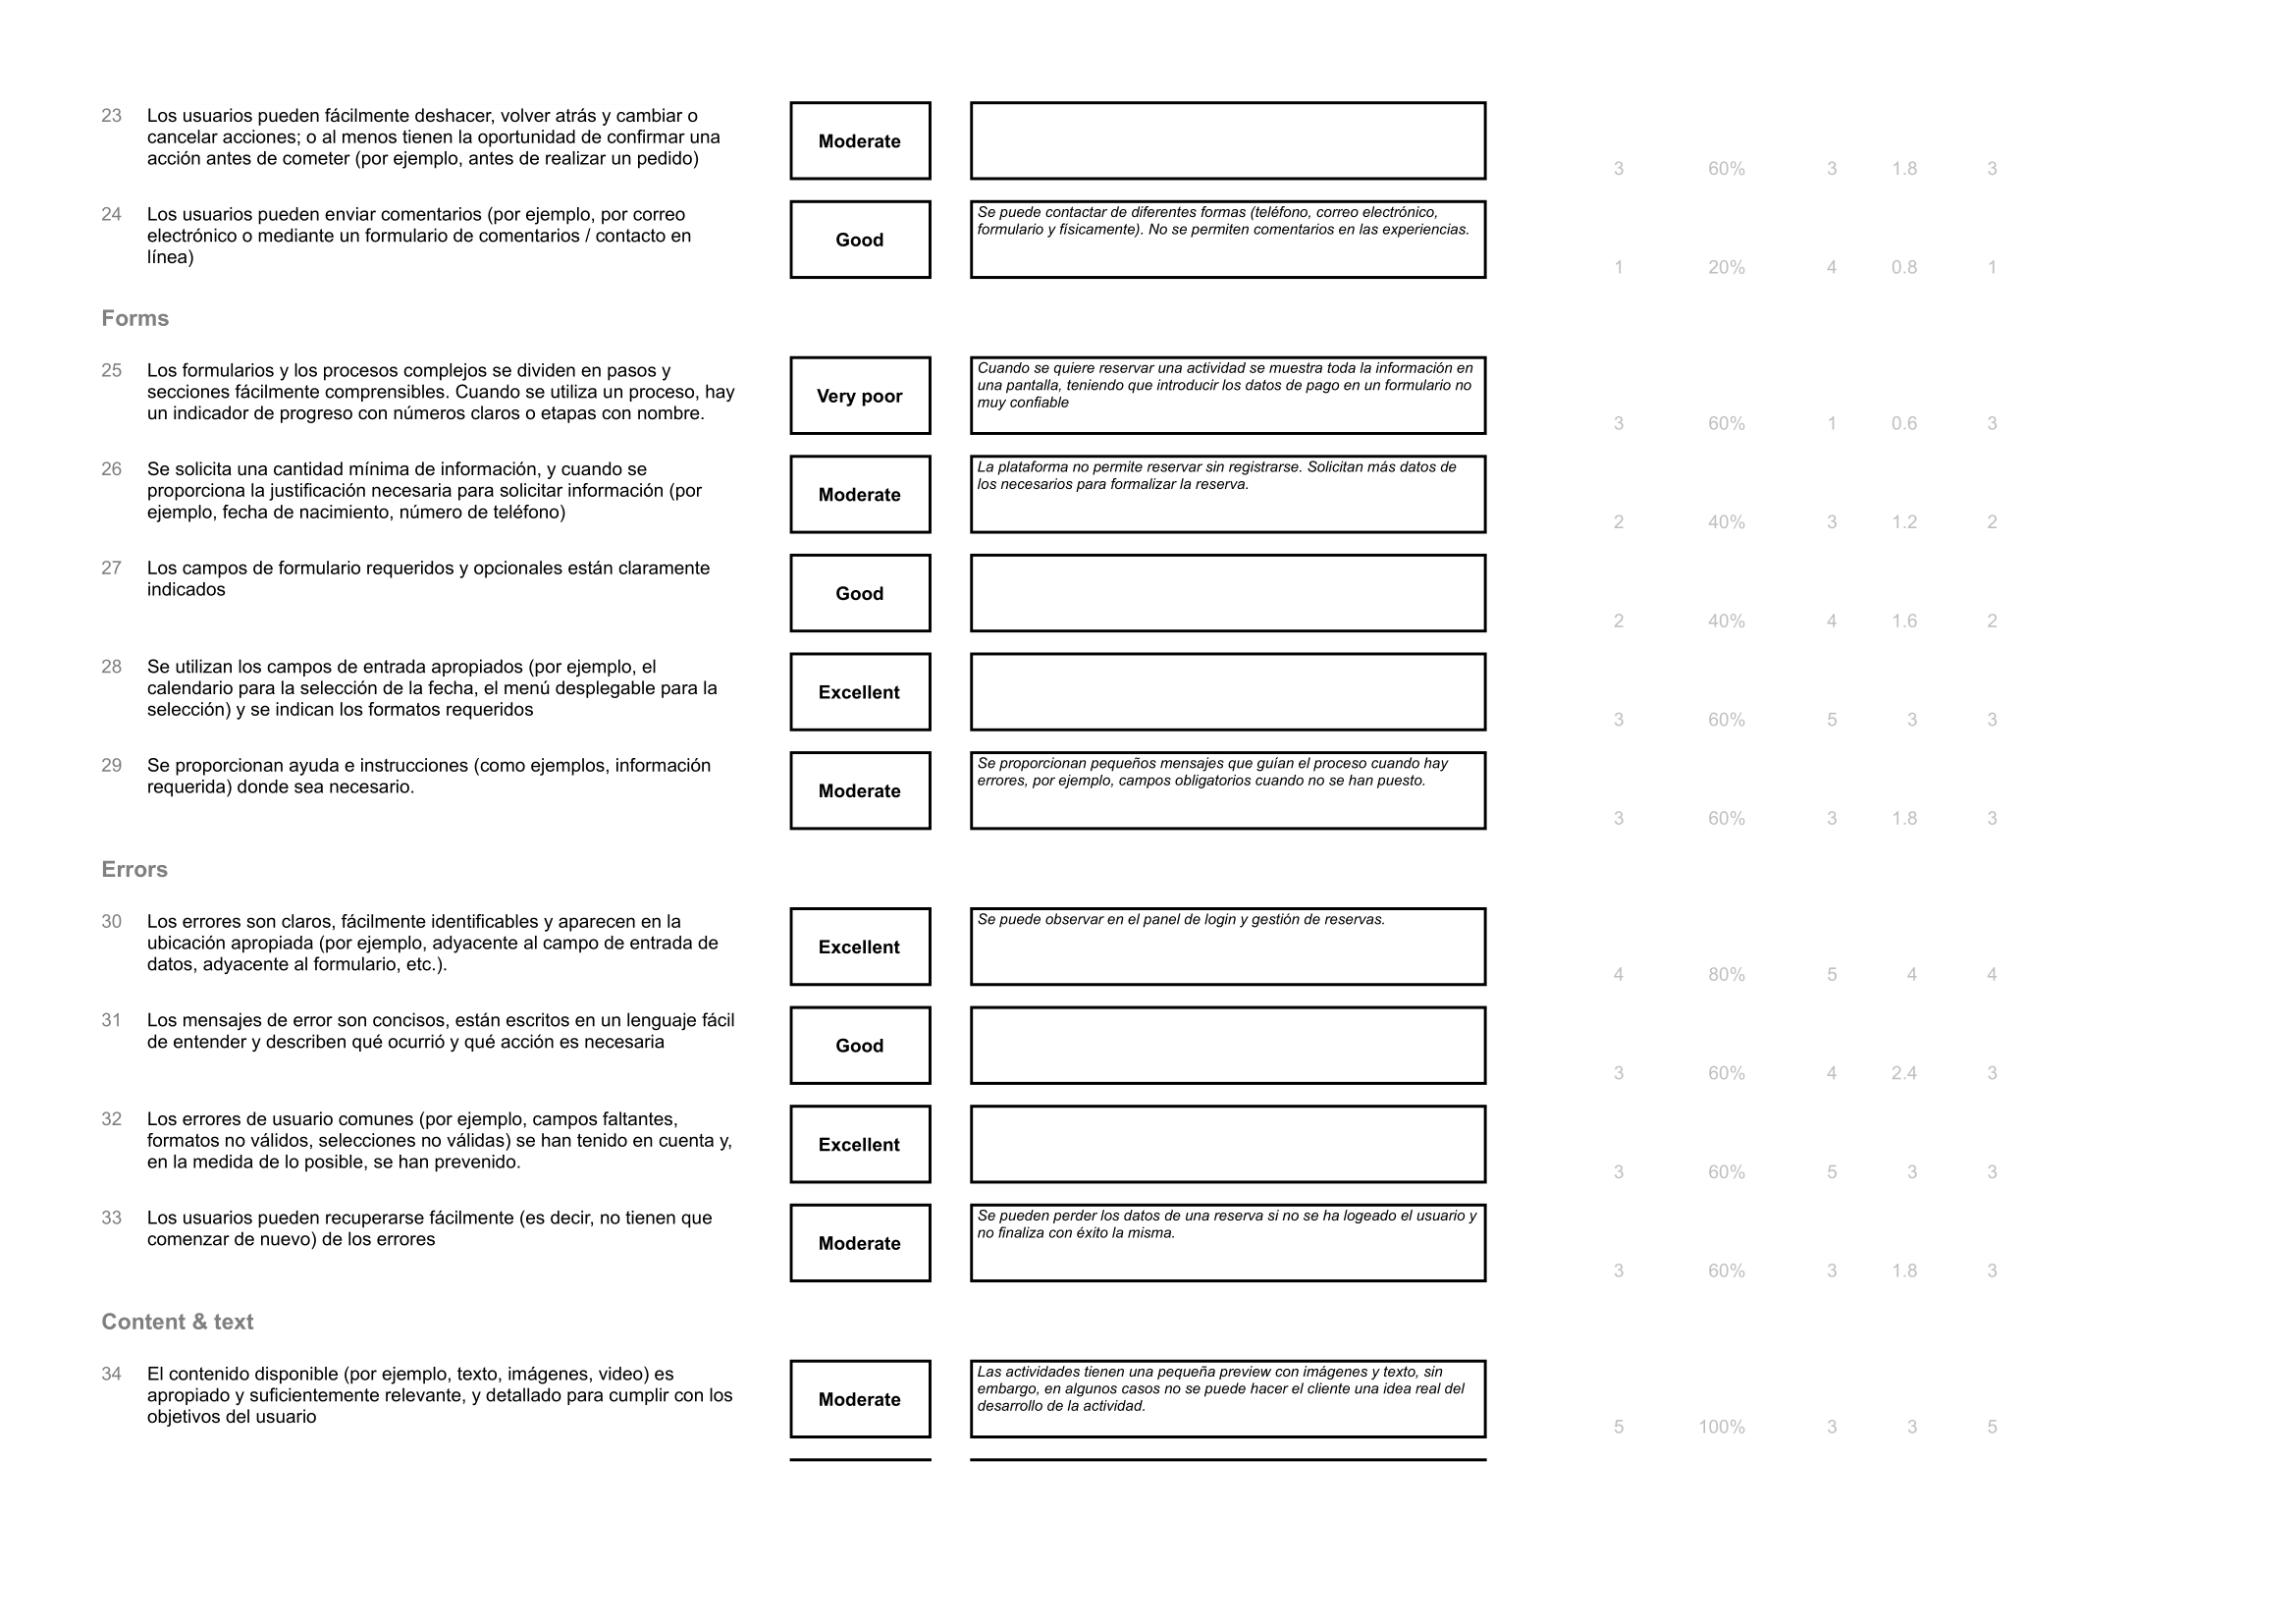 23 Los usuarios pueden fácilmente deshacer, volver atrás y cambiar o
cancelar acciones; o al menos tienen la oportunidad de confirmar una
acción antes de cometer (por ejemplo, antes de realizar un pedido)
Moderate
3 60% 3 1.8 3
24 Los usuarios pueden enviar comentarios (por ejemplo, por correo
electrónico o mediante un formulario de comentarios / contacto en
línea)
Good
Se puede contactar de diferentes formas (teléfono, correo electrónico,
formulario y físicamente). No se permiten comentarios en las experiencias.
1 20% 4 0.8 1
Forms
25 Los formularios y los procesos complejos se dividen en pasos y
secciones fácilmente comprensibles. Cuando se utiliza un proceso, hay
un indicador de progreso con números claros o etapas con nombre.
Very poor
Cuando se quiere reservar una actividad se muestra toda la información en
una pantalla, teniendo que introducir los datos de pago en un formulario no
muy confiable
3 60% 1 0.6 3
26 Se solicita una cantidad mínima de información, y cuando se
proporciona la justificación necesaria para solicitar información (por
ejemplo, fecha de nacimiento, número de teléfono)
Moderate
La plataforma no permite reservar sin registrarse. Solicitan más datos de
los necesarios para formalizar la reserva.
2 40% 3 1.2 2
27 Los campos de formulario requeridos y opcionales están claramente
indicados
Good
2 40% 4 1.6 2
28 Se utilizan los campos de entrada apropiados (por ejemplo, el
calendario para la selección de la fecha, el menú desplegable para la
selección) y se indican los formatos requeridos
Excellent
3 60% 5 3 3
29 Se proporcionan ayuda e instrucciones (como ejemplos, información
requerida) donde sea necesario.
Moderate
Se proporcionan pequeños mensajes que guían el proceso cuando hay
errores, por ejemplo, campos obligatorios cuando no se han puesto.
3 60% 3 1.8 3
Errors
30 Los errores son claros, fácilmente identificables y aparecen en la
ubicación apropiada (por ejemplo, adyacente al campo de entrada de
datos, adyacente al formulario, etc.).
Excellent
Se puede observar en el panel de login y gestión de reservas.
4 80% 5 4 4
31 Los mensajes de error son concisos, están escritos en un lenguaje fácil
de entender y describen qué ocurrió y qué acción es necesaria
Good
3 60% 4 2.4 3
32 Los errores de usuario comunes (por ejemplo, campos faltantes,
formatos no válidos, selecciones no válidas) se han tenido en cuenta y,
en la medida de lo posible, se han prevenido.
Excellent
3 60% 5 3 3
33 Los usuarios pueden recuperarse fácilmente (es decir, no tienen que
comenzar de nuevo) de los errores
Moderate
Se pueden perder los datos de una reserva si no se ha logeado el usuario y
no finaliza con éxito la misma.
3 60% 3 1.8 3
Content & text
34 El contenido disponible (por ejemplo, texto, imágenes, video) es
apropiado y suficientemente relevante, y detallado para cumplir con los
objetivos del usuario
Moderate
Las actividades tienen una pequeña preview con imágenes y texto, sin
embargo, en algunos casos no se puede hacer el cliente una idea real del
desarrollo de la actividad.
5 100% 3 3 5